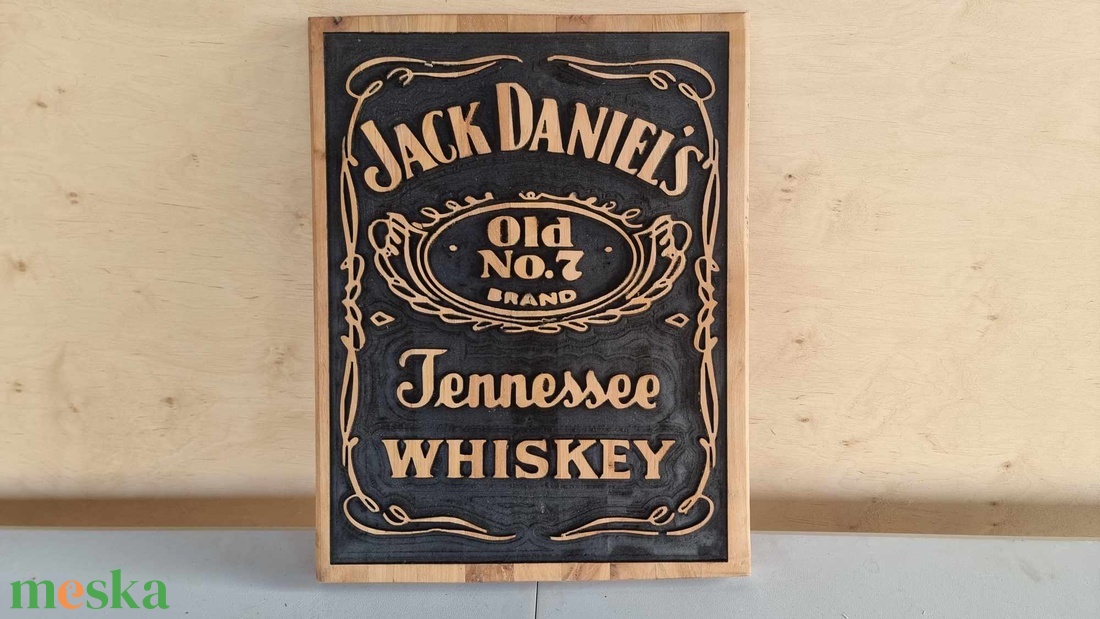 JACK DANIEL'S
Old
No.7
BRAND
Tennessee
WHISKEY
meska